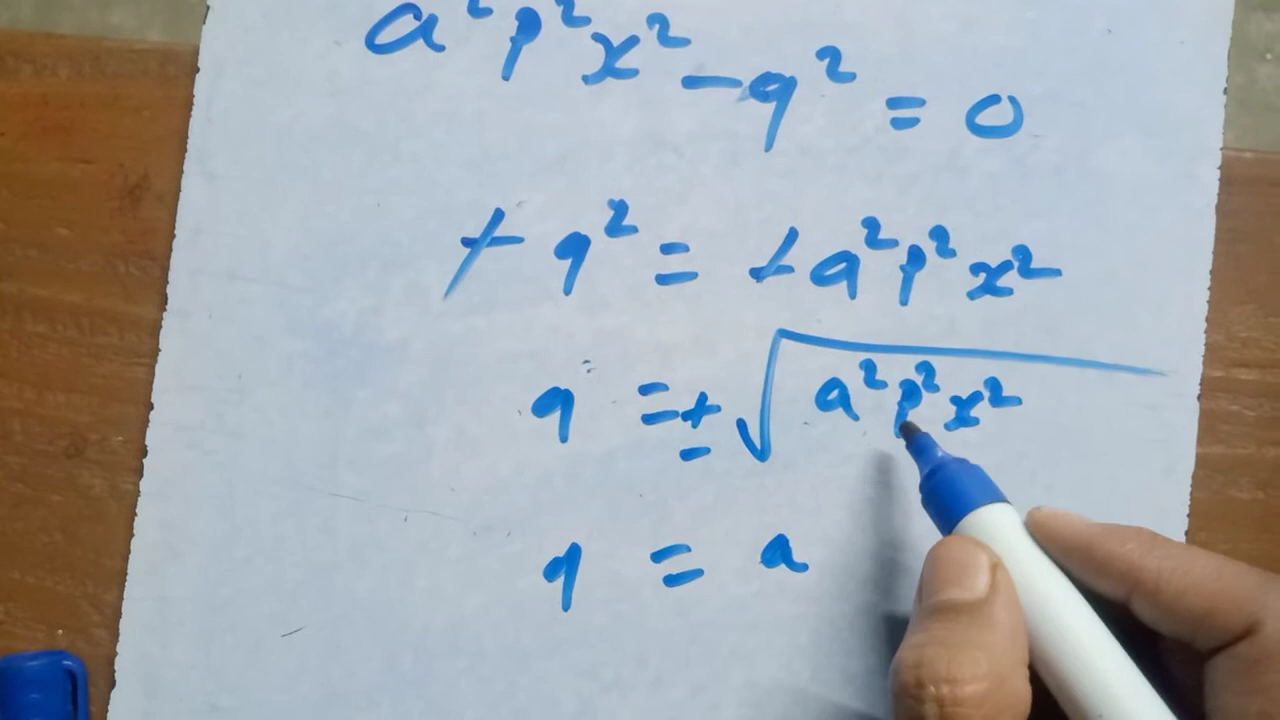 a²p²x² - q² = 0
+ q² = + a²p²x²
q = ± √a²p²x²
q = a